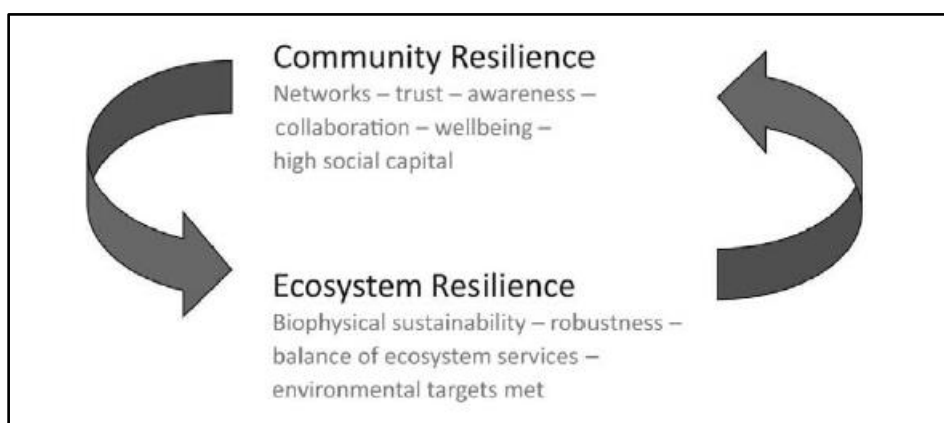 Community Resilience
Networks – trust – awareness –
collaboration – wellbeing –
high social capital
Ecosystem Resilience
Biophysical sustainability – robustness –
balance of ecosystem services –
environmental targets met